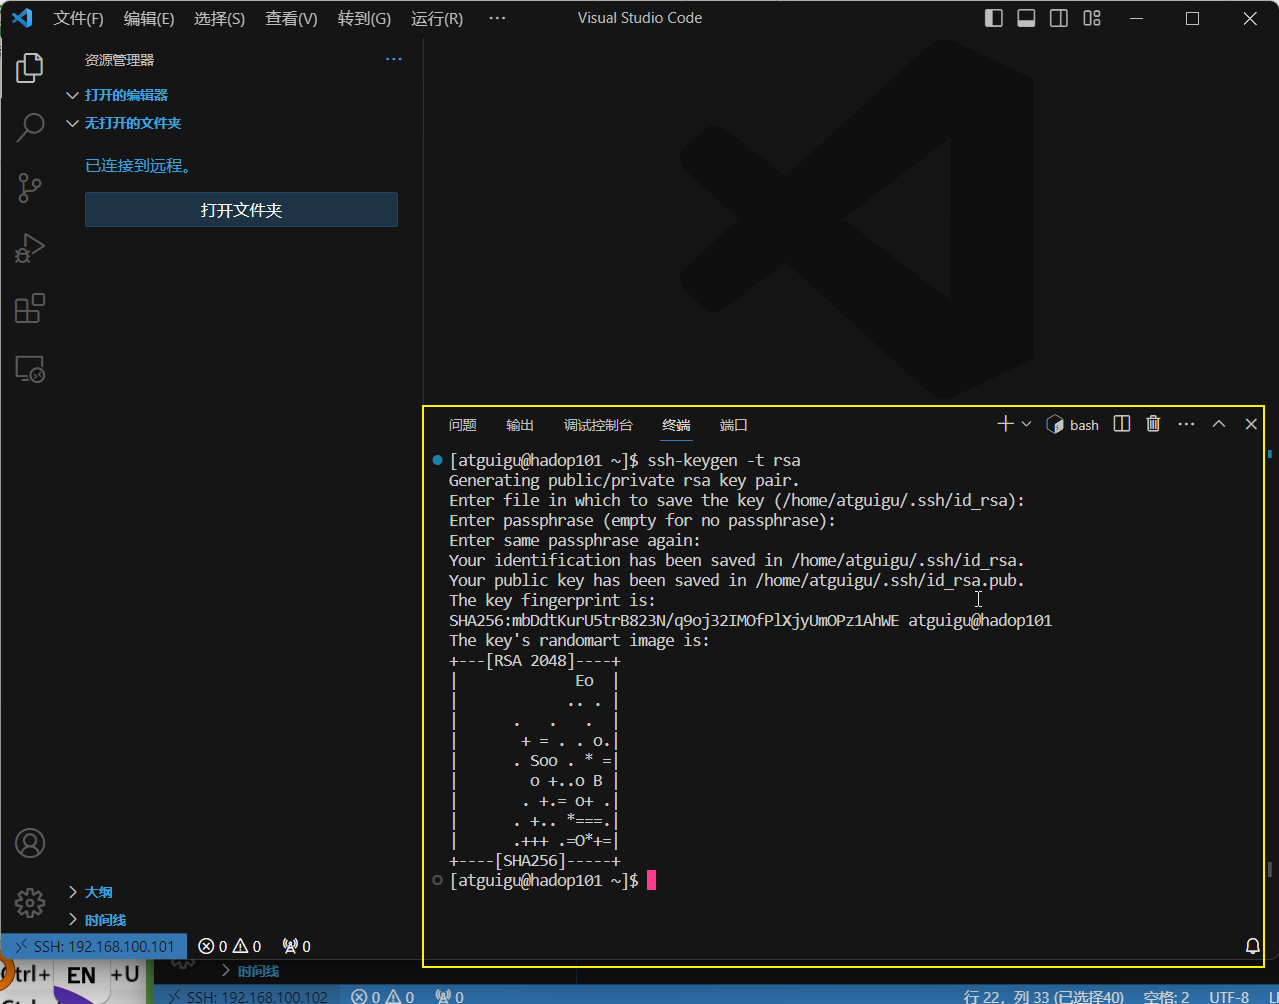 文件(F) 编辑(E) 选择(S) 查看(V) 转到(G) 运行(R) ··· Visual Studio Code
资源管理器 ···
打开的编辑器
无打开的文件夹
已连接到远程。
打开文件夹
问题 输出 调试控制台 终端 端口 bash ···
[atguigu@hadop101 ~]$ ssh-keygen -t rsa
Generating public/private rsa key pair.
Enter file in which to save the key (/home/atguigu/.ssh/id_rsa):
Enter passphrase (empty for no passphrase):
Enter same passphrase again:
Your identification has been saved in /home/atguigu/.ssh/id_rsa.
Your public key has been saved in /home/atguigu/.ssh/id_rsa.pub.
The key fingerprint is:
SHA256:mbDdtKurU5trB823N/q9oj32IMOfPlXjyUmOPz1AhWE atguigu@hadop101
The key's randomart image is:
+---[RSA 2048]----+
|             Eo  |
|            .. . |
|      .   .   .  |
|       + = . . o.|
|      . Soo . * =|
|        o +..o B |
|       . +.= o+ .|
|      . +.. *===.|
|      .+++ .=O*+=|
+----[SHA256]-----+
[atguigu@hadop101 ~]$
大纲
时间线
SSH: 192.168.100.101 0 0 0
Ctrl+ EN +U 时间线
SSH: 192.168.100.102 0 0 0 行 22，列 33 (已选择40) 空格: 2 UTF-8